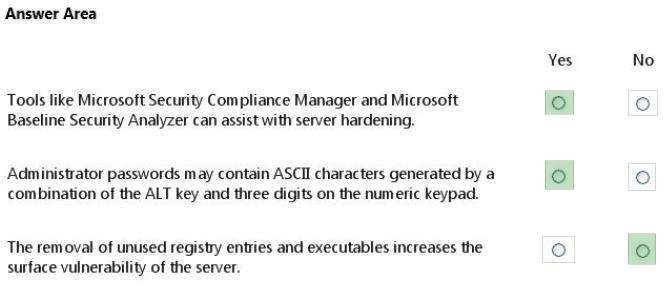 Answer Area
Yes No
Tools like Microsoft Security Compliance Manager and Microsoft
Baseline Security Analyzer can assist with server hardening.
Administrator passwords may contain ASCII characters generated by a
combination of the ALT key and three digits on the numeric keypad.
The removal of unused registry entries and executables increases the
surface vulnerability of the server.